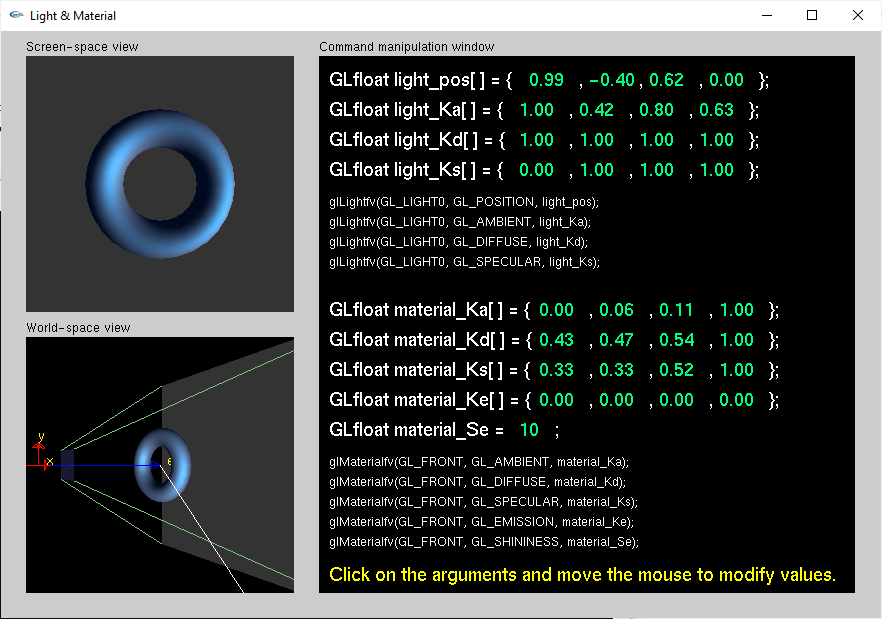 Light & Material
Screen-space view
Command manipulation window
GLfloat light_pos[ ] = { 0.99 , -0.40 , 0.62 , 0.00 };
GLfloat light_Ka[ ] = { 1.00 , 0.42 , 0.80 , 0.63 };
GLfloat light_Kd[ ] = { 1.00 , 1.00 , 1.00 , 1.00 };
GLfloat light_Ks[ ] = { 0.00 , 1.00 , 1.00 , 1.00 };
glLightfv(GL_LIGHT0, GL_POSITION, light_pos);
glLightfv(GL_LIGHT0, GL_AMBIENT, light_Ka);
glLightfv(GL_LIGHT0, GL_DIFFUSE, light_Kd);
glLightfv(GL_LIGHT0, GL_SPECULAR, light_Ks);
GLfloat material_Ka[ ] = { 0.00 , 0.06 , 0.11 , 1.00 };
GLfloat material_Kd[ ] = { 0.43 , 0.47 , 0.54 , 1.00 };
GLfloat material_Ks[ ] = { 0.33 , 0.33 , 0.52 , 1.00 };
GLfloat material_Ke[ ] = { 0.00 , 0.00 , 0.00 , 0.00 };
GLfloat material_Se = 10 ;
glMaterialfv(GL_FRONT, GL_AMBIENT, material_Ka);
glMaterialfv(GL_FRONT, GL_DIFFUSE, material_Kd);
glMaterialfv(GL_FRONT, GL_SPECULAR, material_Ks);
glMaterialfv(GL_FRONT, GL_EMISSION, material_Ke);
glMaterialfv(GL_FRONT, GL_SHININESS, material_Se);
Click on the arguments and move the mouse to modify values.
World-space view
y
x